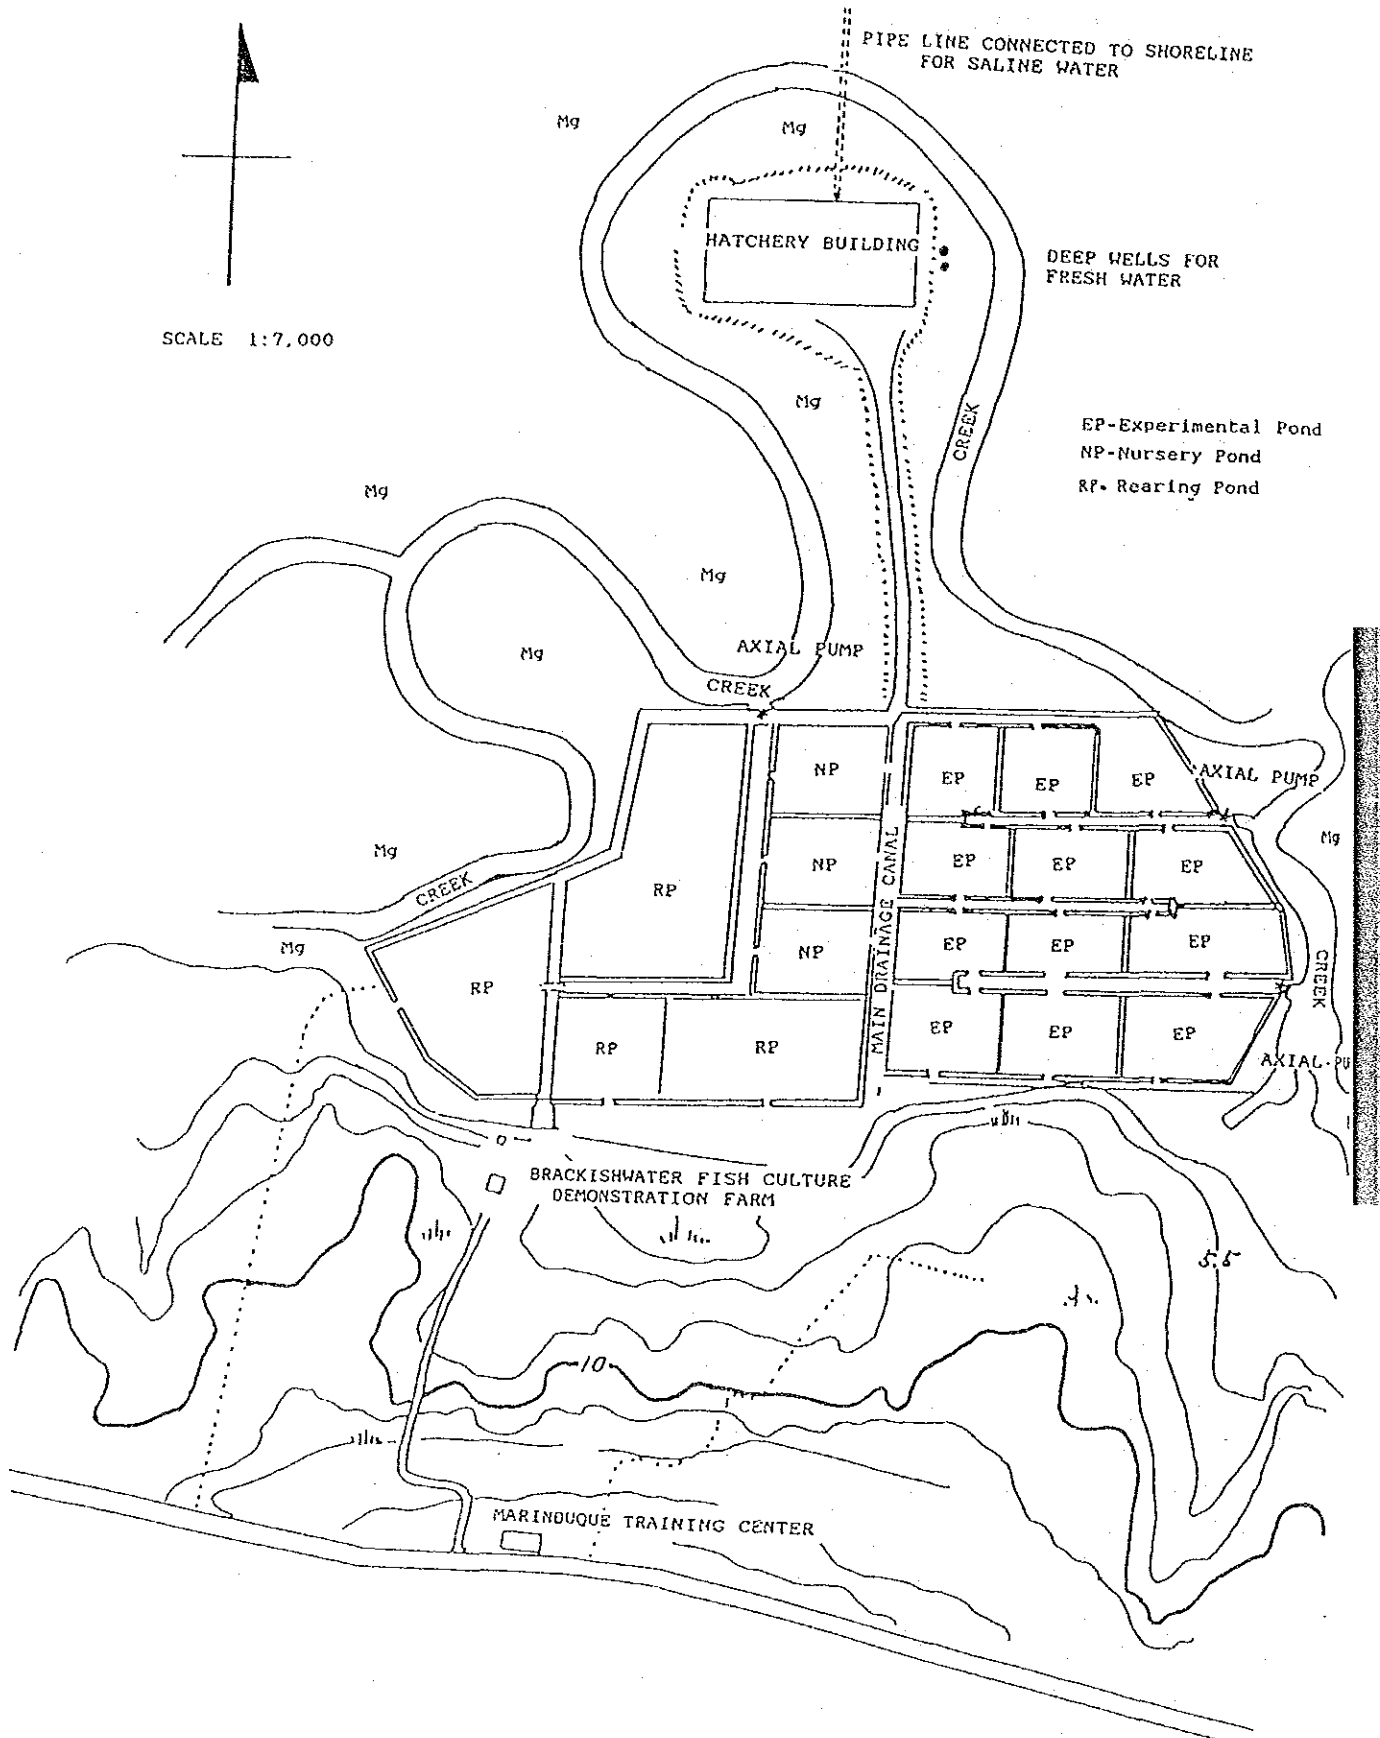 PIPE LINE CONNECTED TO SHORELINE
FOR SALINE WATER
Mg
Mg
HATCHERY BUILDING
DEEP WELLS FOR
FRESH WATER
SCALE 1:7,000
Mg
CREEK
EP-Experimental Pond
NP-Nursery Pond
RP- Rearing Pond
Mg
Mg
Mg
AXIAL PUMP
CREEK
NP
EP
EP
EP
AXIAL PUMP
Mg
Mg
CREEK
RP
NP
MAIN DRAINAGE CANAL
EP
EP
EP
Mg
RP
NP
EP
EP
EP
CREEK
RP
RP
EP
EP
EP
AXIAL PU
BRACKISHWATER FISH CULTURE
DEMONSTRATION FARM
5.5
10
MARINDUQUE TRAINING CENTER